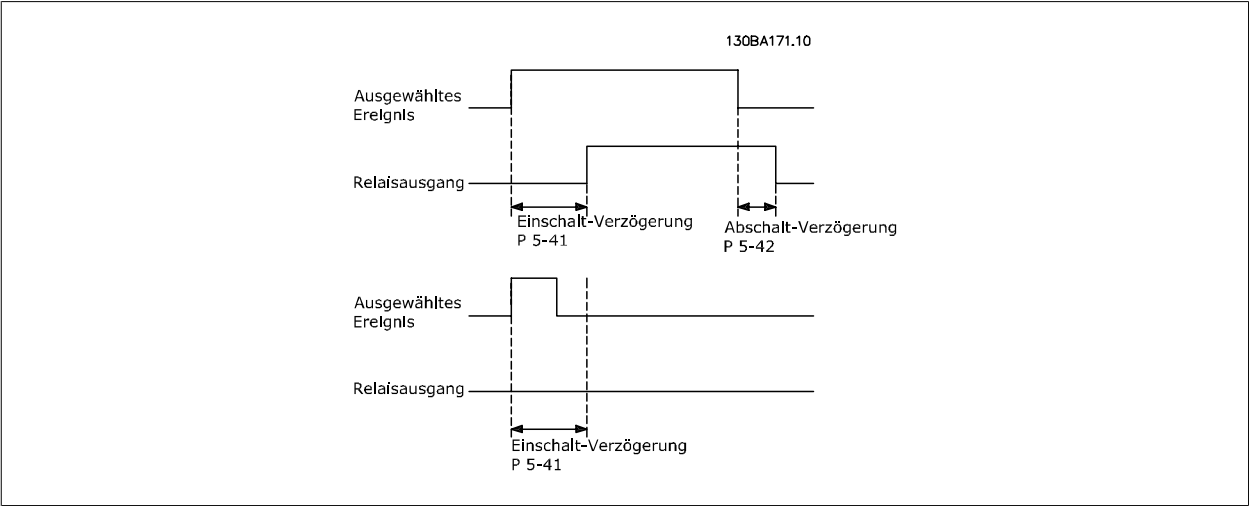 130BA171.10
Ausgewähltes
Ereignis
Relaisausgang
Einschalt-Verzögerung
P 5-41
Abschalt-Verzögerung
P 5-42
Ausgewähltes
Ereignis
Relaisausgang
Einschalt-Verzögerung
P 5-41